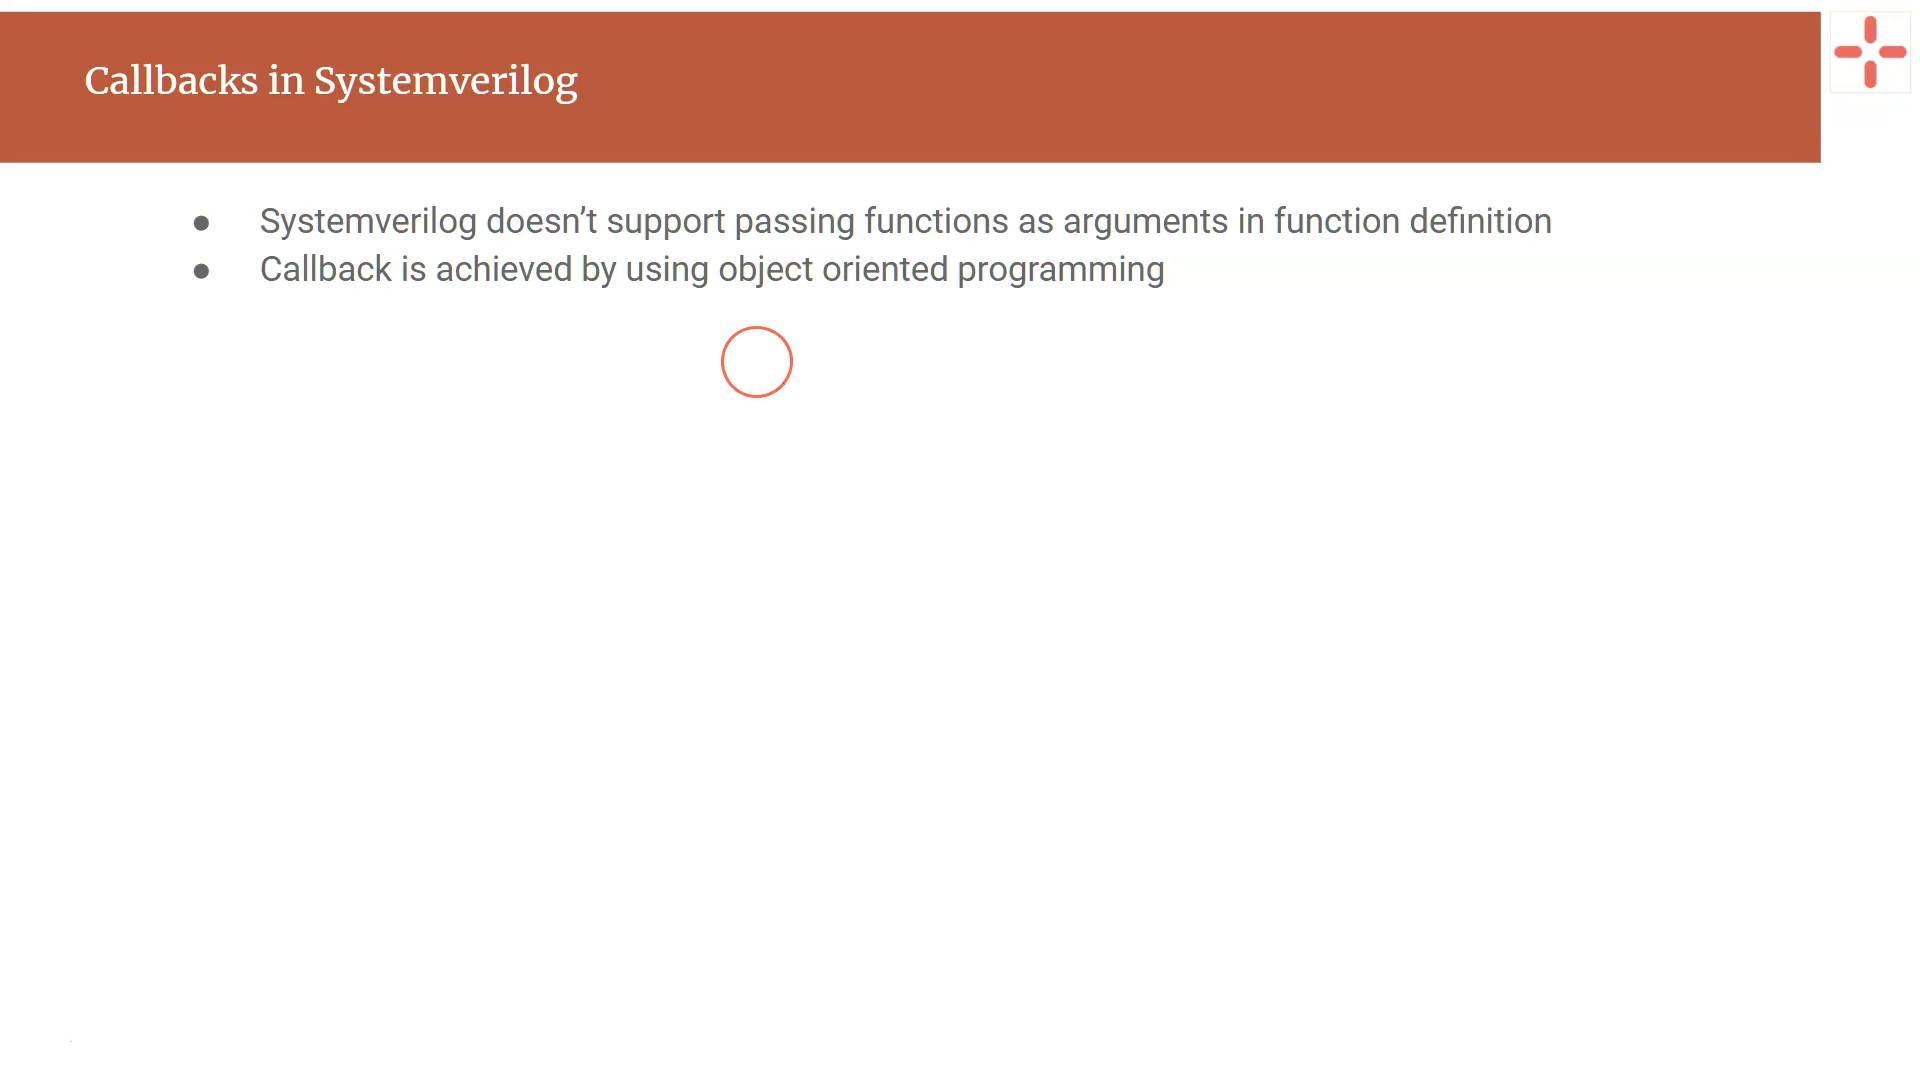 Callbacks in Systemverilog
● Systemverilog doesn’t support passing functions as arguments in function definition
● Callback is achieved by using object oriented programming